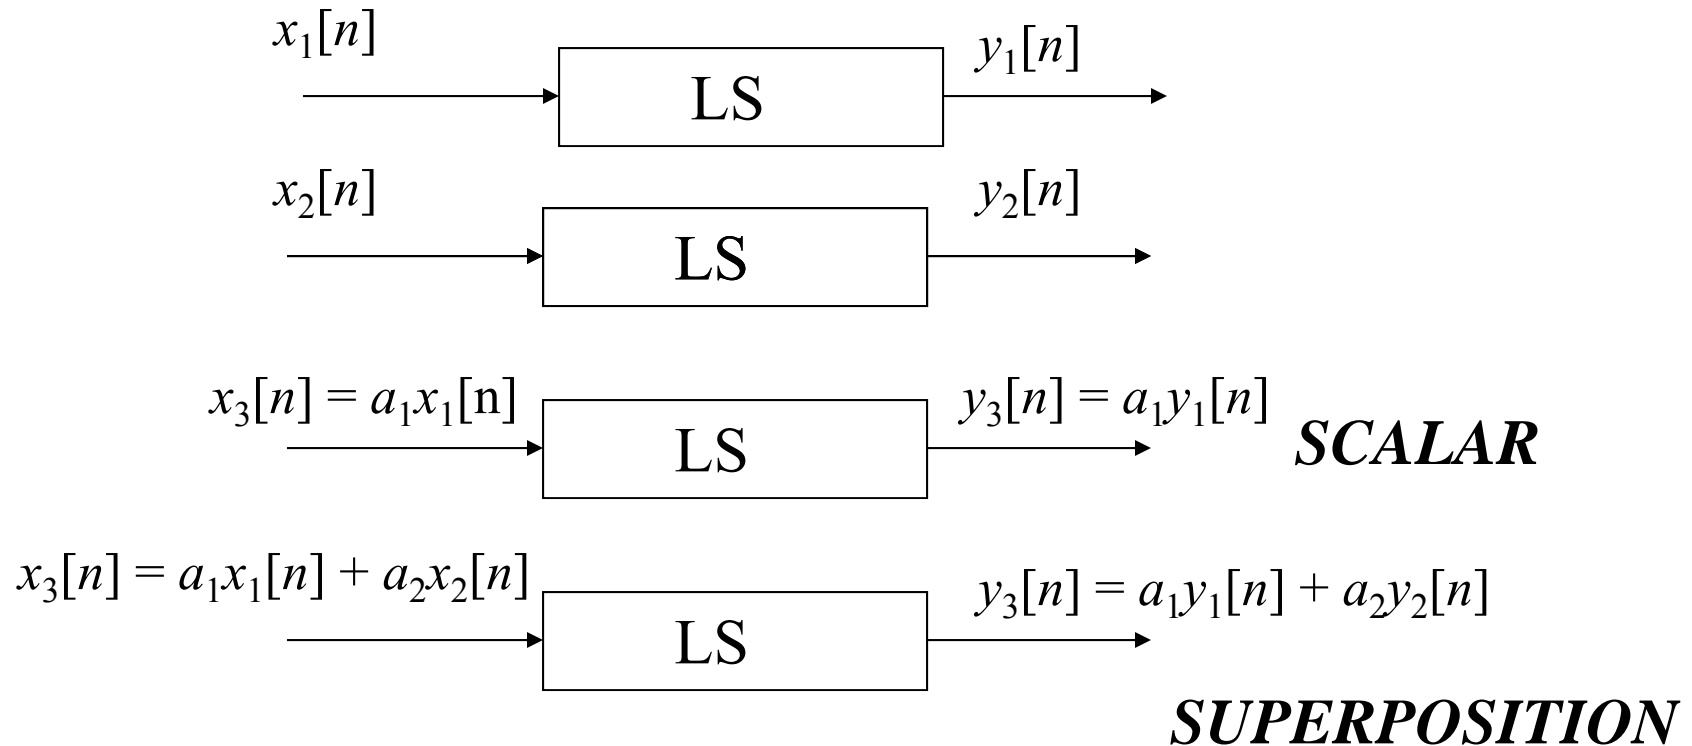 x₁[n]
LS
y₁[n]
x₂[n]
LS
y₂[n]
x₃[n] = a₁x₁[n]
LS
y₃[n] = a₁y₁[n]
SCALAR
x₃[n] = a₁x₁[n] + a₂x₂[n]
LS
y₃[n] = a₁y₁[n] + a₂y₂[n]
SUPERPOSITION